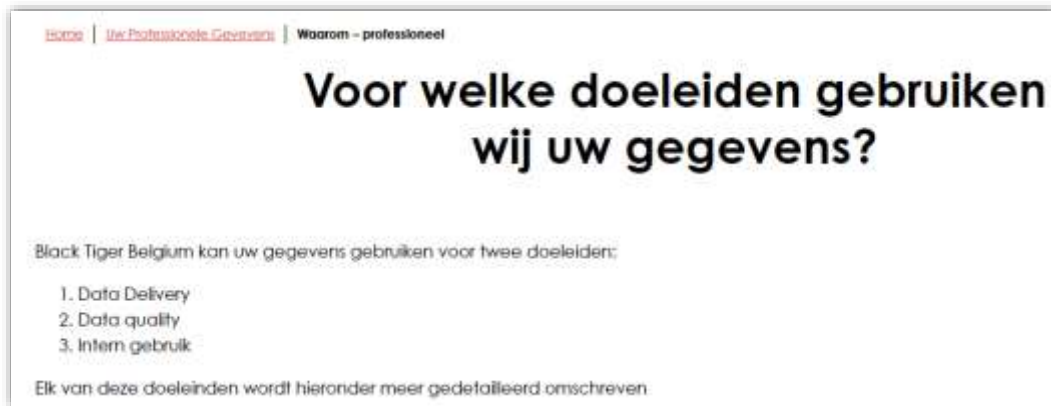 Home | Uw Professionele Gevevens | Waarom – professioneel
Voor welke doeleiden gebruiken
wij uw gegevens?
Black Tiger Belgium kan uw gegevens gebruiken voor twee doeleiden:
1. Data Delivery
2. Data quality
3. Intern gebruik
Elk van deze doeleinden wordt hieronder meer gedetailleerd omschreven